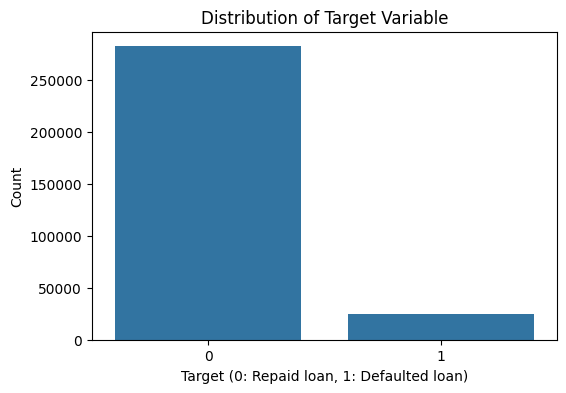 Distribution of Target Variable
Count
250000
200000
150000
100000
50000
0
0 1
Target (0: Repaid loan, 1: Defaulted loan)